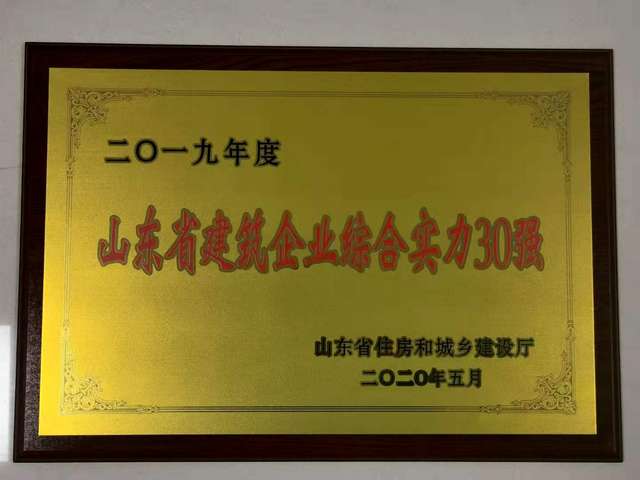 二〇一九年度
山东省建筑企业综合实力30强
山东省住房和城乡建设厅
二〇二〇年五月